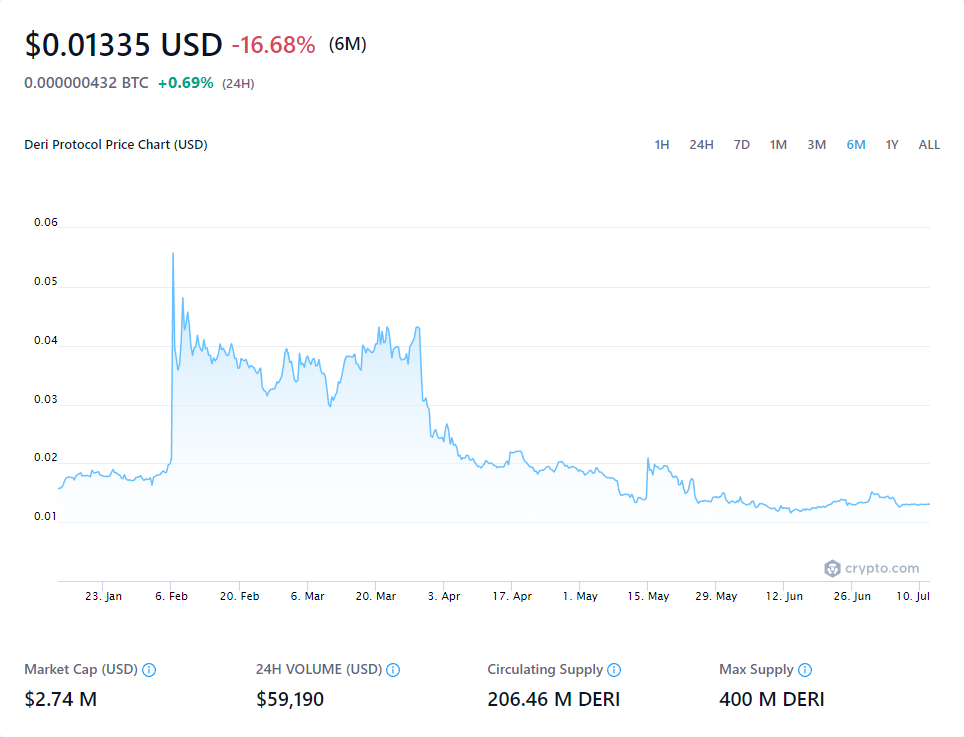 $0.01335 USD -16.68% (6M)
0.000000432 BTC +0.69% (24H)
Deri Protocol Price Chart (USD) 1H 24H 7D 1M 3M 6M 1Y ALL
0.06
0.05
0.04
0.03
0.02
0.01
crypto.com
23. Jan 6. Feb 20. Feb 6. Mar 20. Mar 3. Apr 17. Apr 1. May 15. May 29. May 12. Jun 26. Jun 10. Jul
Market Cap (USD) 24H VOLUME (USD) Circulating Supply Max Supply
$2.74 M $59,190 206.46 M DERI 400 M DERI